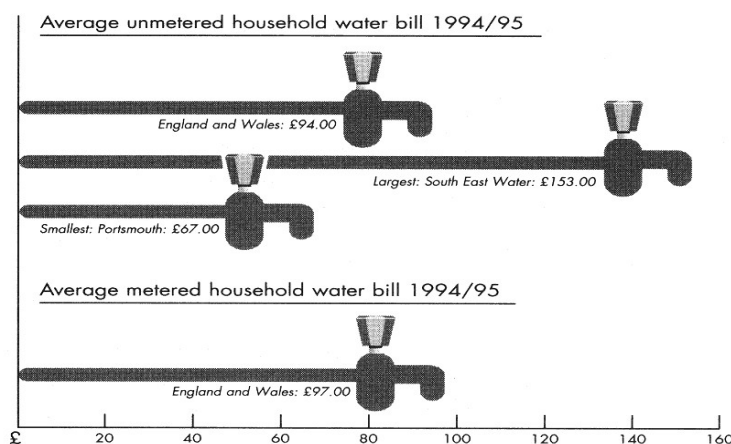 Average unmetered household water bill 1994/95
England and Wales: £94.00
Largest: South East Water: £153.00
Smallest: Portsmouth: £67.00
Average metered household water bill 1994/95
England and Wales: £97.00
£ 20 40 60 80 100 120 140 160